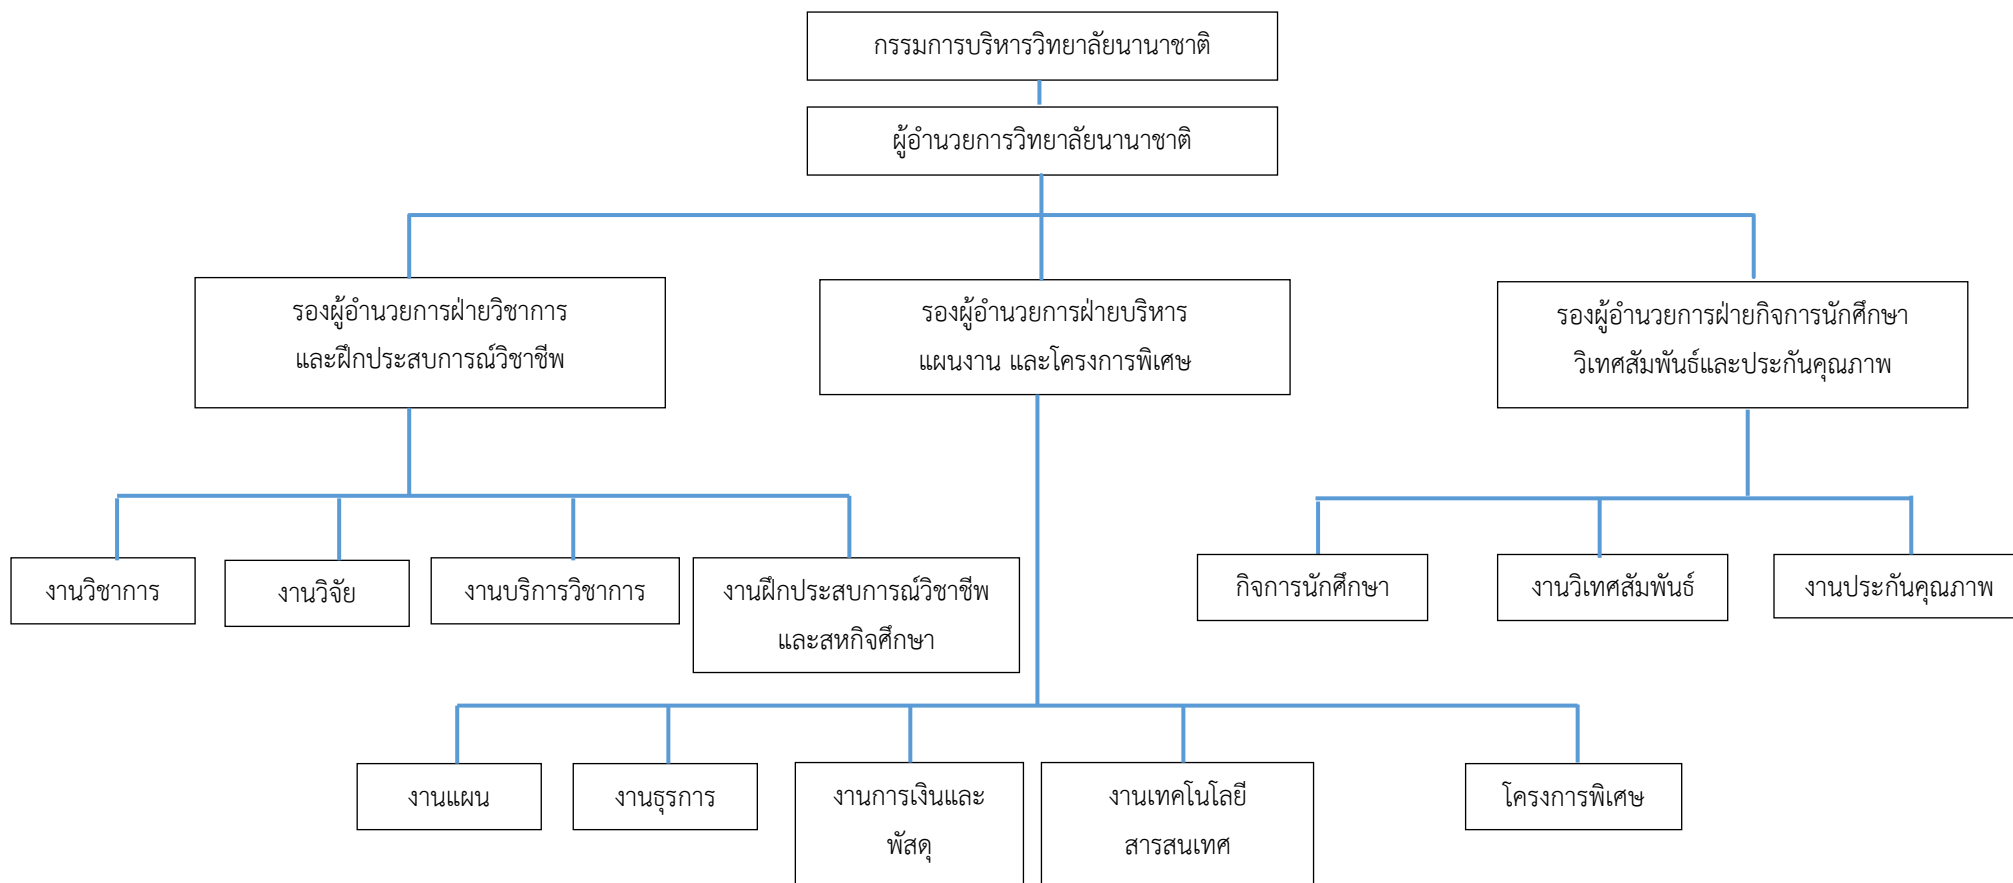 กรรมการบริหารวิทยาลัยนานาชาติ
ผู้อำนวยการวิทยาลัยนานาชาติ
รองผู้อำนวยการฝ่ายวิชาการ
และฝึกประสบการณ์วิชาชีพ
รองผู้อำนวยการฝ่ายบริหาร
แผนงาน และโครงการพิเศษ
รองผู้อำนวยการฝ่ายกิจการนักศึกษา
วิเทศสัมพันธ์และประกันคุณภาพ
งานวิชาการ
งานวิจัย
งานบริการวิชาการ
งานฝึกประสบการณ์วิชาชีพ
และสหกิจศึกษา
กิจการนักศึกษา
งานวิเทศสัมพันธ์
งานประกันคุณภาพ
งานแผน
งานธุรการ
งานการเงินและ
พัสดุ
งานเทคโนโลยี
สารสนเทศ
โครงการพิเศษ